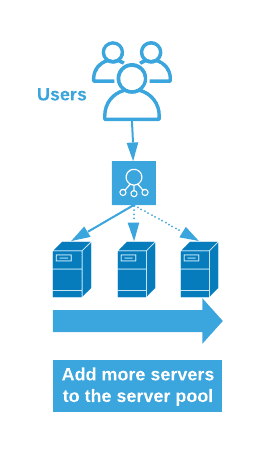 Users
Add more servers
to the server pool